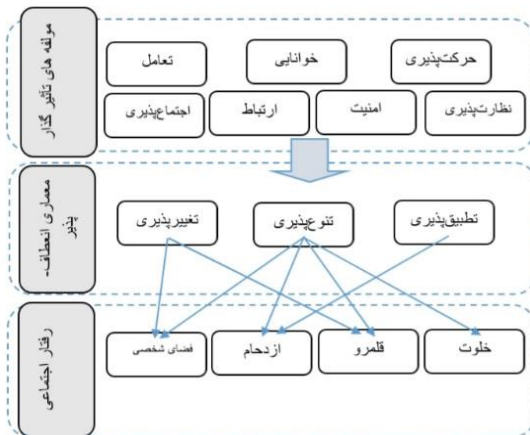 مولفه های تأثیر گذار
حرکت‌پذیری
خوانایی
تعامل
نظارت‌پذیری
امنیت
ارتباط
اجتماع‌پذیری
معماری انعطاف-
پذیر
تطبیق‌پذیری
تنوع‌پذیری
تغییرپذیری
رفتار اجتماعی
خلوت
قلمرو
ازدحام
فضای شخصی